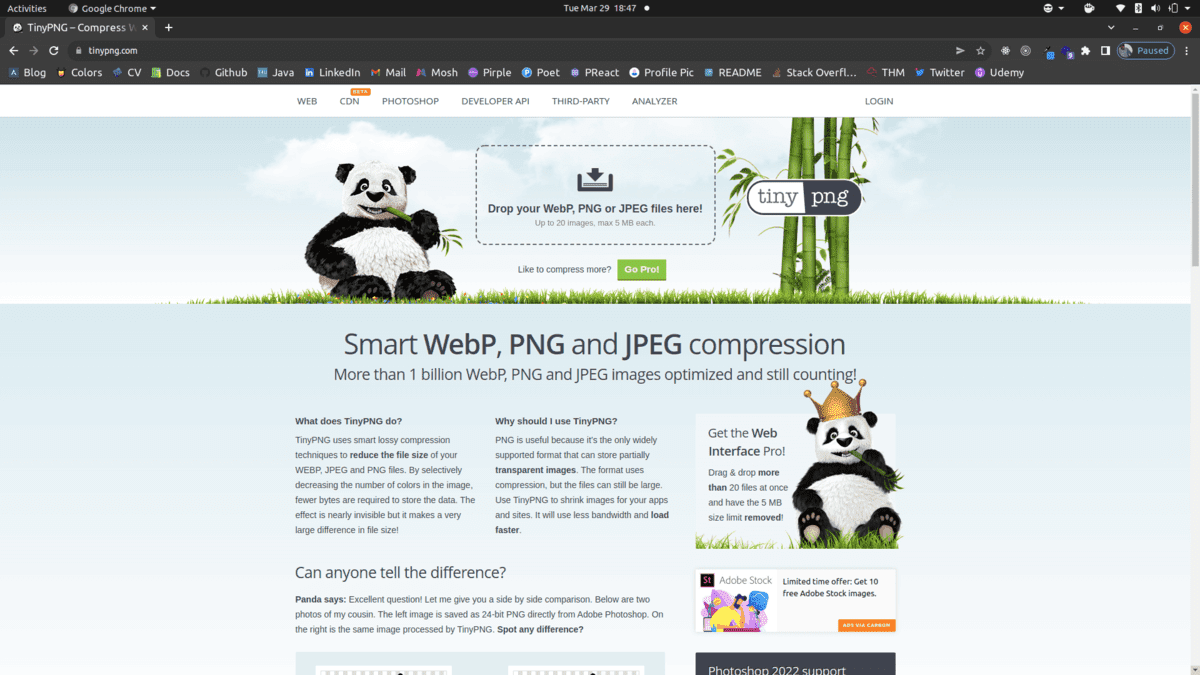 Activities
Google Chrome
Tue Mar 29 18:47
TinyPNG – Compress W
tinypng.com
Paused
Blog Colors CV Docs Github Java LinkedIn Mail Mosh Pirple Poet PReact Profile Pic README Stack Overfl... THM Twitter Udemy
BETA
WEB CDN PHOTOSHOP DEVELOPER API THIRD-PARTY ANALYZER LOGIN
Drop your WebP, PNG or JPEG files here!
Up to 20 images, max 5 MB each.
tiny png
Like to compress more? Go Pro!
Smart WebP, PNG and JPEG compression
More than 1 billion WebP, PNG and JPEG images optimized and still counting!
What does TinyPNG do?
TinyPNG uses smart lossy compression
techniques to reduce the file size of your
WEBP, JPEG and PNG files. By selectively
decreasing the number of colors in the image,
fewer bytes are required to store the data. The
effect is nearly invisible but it makes a very
large difference in file size!
Why should I use TinyPNG?
PNG is useful because it's the only widely
supported format that can store partially
transparent images. The format uses
compression, but the files can still be large.
Use TinyPNG to shrink images for your apps
and sites. It will use less bandwidth and load
faster.
Get the Web
Interface Pro!
Drag & drop more
than 20 files at once
and have the 5 MB
size limit removed!
Can anyone tell the difference?
Panda says: Excellent question! Let me give you a side by side comparison. Below are two
photos of my cousin. The left image is saved as 24-bit PNG directly from Adobe Photoshop. On
the right is the same image processed by TinyPNG. Spot any difference?
St Adobe Stock
Limited time offer: Get 10
free Adobe Stock images.
ADS VIA CARBON
Photoshop 2022 support